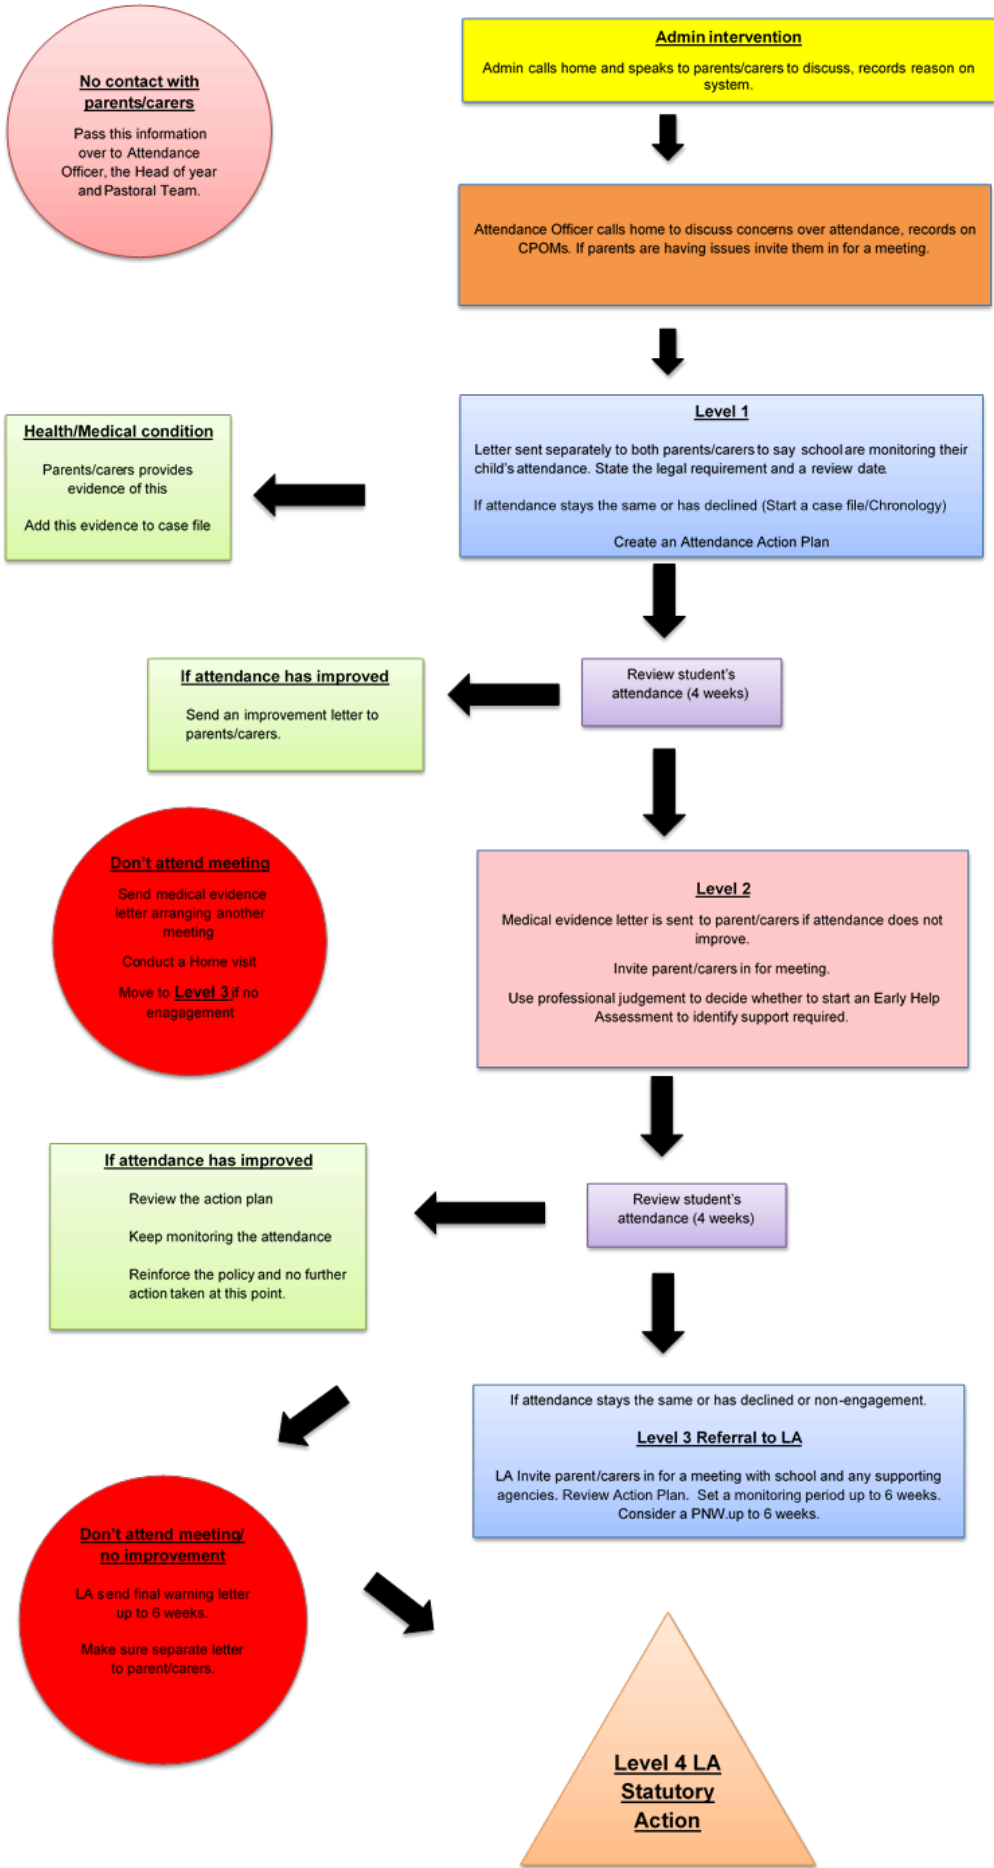 No contact with
parents/carers
Pass this information
over to Attendance
Officer, the Head of year
and Pastoral Team.
Admin intervention
Admin calls home and speaks to parents/carers to discuss, records reason on
system.
Attendance Officer calls home to discuss concerns over attendance, records on
CPOMs. If parents are having issues invite them in for a meeting.
Level 1
Letter sent separately to both parents/carers to say school are monitoring their
child's attendance. State the legal requirement and a review date.
If attendance stays the same or has declined (Start a case file/Chronology)
Create an Attendance Action Plan
Health/Medical condition
Parents/carers provides
evidence of this
Add this evidence to case file
Review student's
attendance (4 weeks)
If attendance has improved
Send an improvement letter to
parents/carers.
Don't attend meeting
Send medical evidence
letter arranging another
meeting
Conduct a Home visit
Move to Level 3 if no
enagagement
Level 2
Medical evidence letter is sent to parent/carers if attendance does not
improve.
Invite parent/carers in for meeting.
Use professional judgement to decide whether to start an Early Help
Assessment to identify support required.
If attendance has improved
Review the action plan
Keep monitoring the attendance
Reinforce the policy and no further
action taken at this point.
Review student's
attendance (4 weeks)
If attendance stays the same or has declined or non-engagement.
Level 3 Referral to LA
LA Invite parent/carers in for a meeting with school and any supporting
agencies. Review Action Plan. Set a monitoring period up to 6 weeks.
Consider a PNW.up to 6 weeks.
Don't attend meeting/
no improvement
LA send final warning letter
up to 6 weeks.
Make sure separate letter
to parent/carers.
Level 4 LA
Statutory
Action